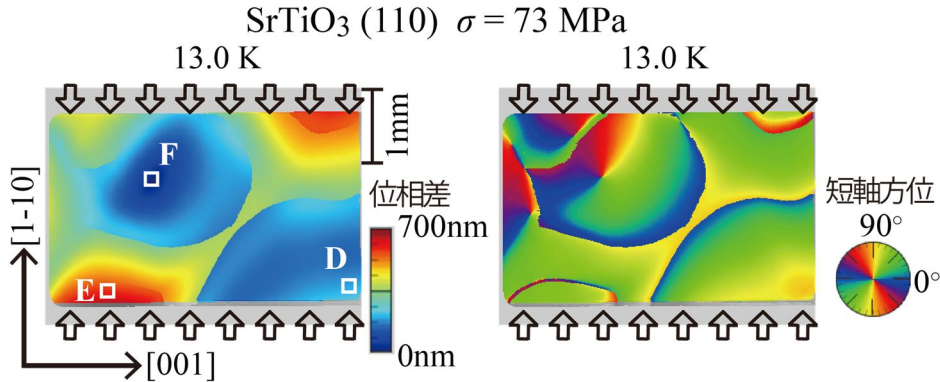 SrTiO₃ (110) σ = 73 MPa
13.0 K
13.0 K
1mm
F
位相差
700nm
0nm
D
E
[1-10]
[001]
短軸方位
90°
0°